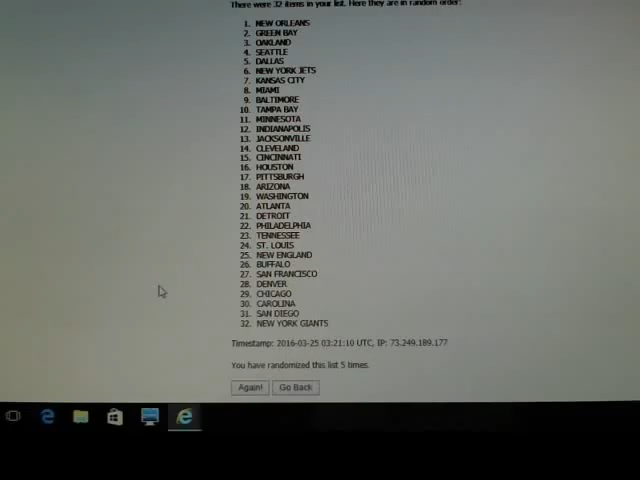 There were 32 items in your list. Here they are in random order:
1. NEW ORLEANS
2. GREEN BAY
3. OAKLAND
4. SEATTLE
5. DALLAS
6. NEW YORK JETS
7. KANSAS CITY
8. MIAMI
9. BALTIMORE
10. TAMPA BAY
11. MINNESOTA
12. INDIANAPOLIS
13. JACKSONVILLE
14. CLEVELAND
15. CINCINNATI
16. HOUSTON
17. PITTSBURGH
18. ARIZONA
19. WASHINGTON
20. ATLANTA
21. DETROIT
22. PHILADELPHIA
23. TENNESSEE
24. ST. LOUIS
25. NEW ENGLAND
26. BUFFALO
27. SAN FRANCISCO
28. DENVER
29. CHICAGO
30. CAROLINA
31. SAN DIEGO
32. NEW YORK GIANTS
Timestamp: 2016-03-25 03:21:10 UTC, IP: 73.249.189.177
You have randomized this list 5 times.
Again! Go Back